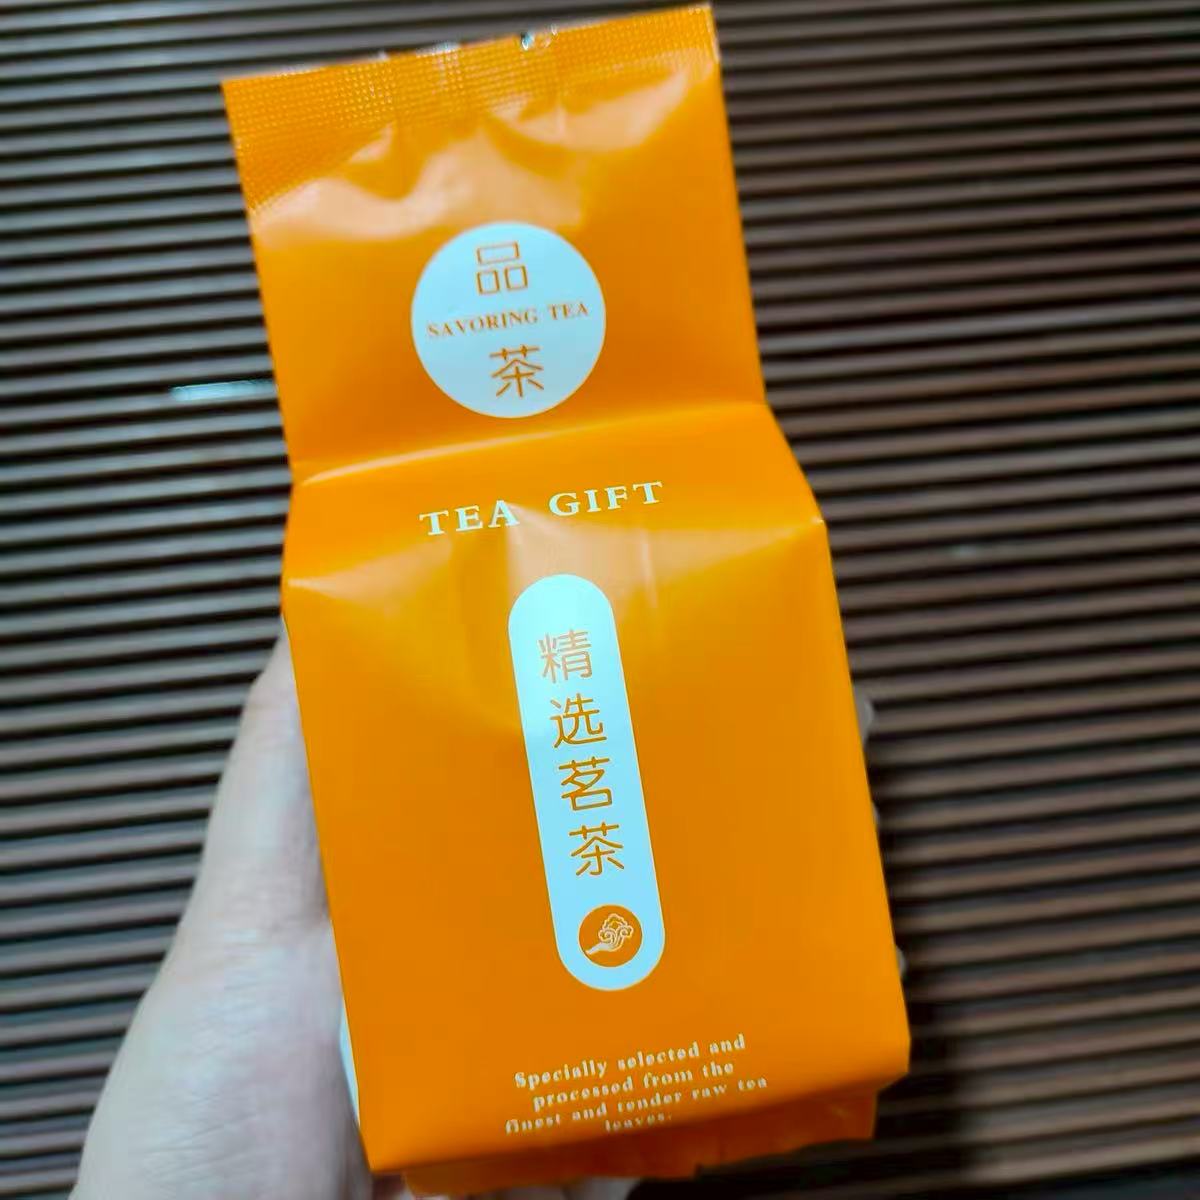 品
SAVORING TEA
茶
TEA GIFT
精选茗茶
Specially selected and
processed from the
finest and tender raw tea
leaves.